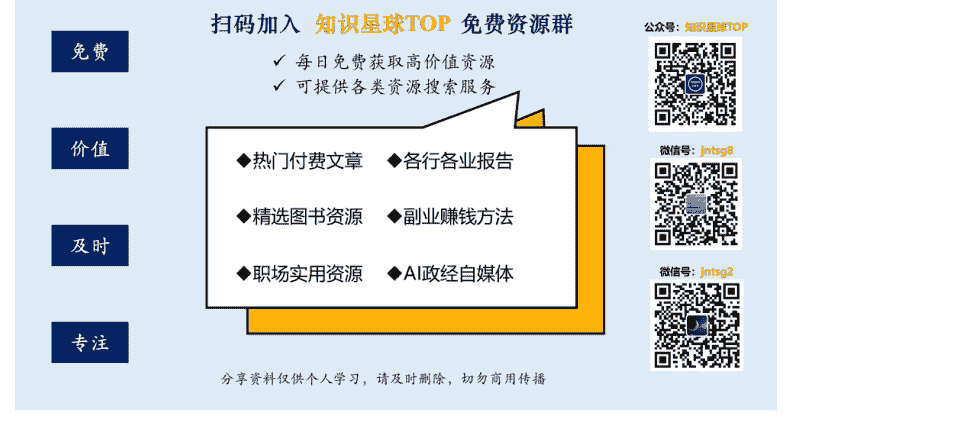 扫码加入 知识星球TOP 免费资源群
✓ 每日免费获取高价值资源
✓ 可提供各类资源搜索服务
免费
价值
及时
专注
◆热门付费文章 ◆各行各业报告
◆精选图书资源 ◆副业赚钱方法
◆职场实用资源 ◆AI政经自媒体
公众号：知识星球TOP
微信号：jntsg8
微信号：jntsg2
分享资料仅供个人学习，请及时删除，切勿商用传播